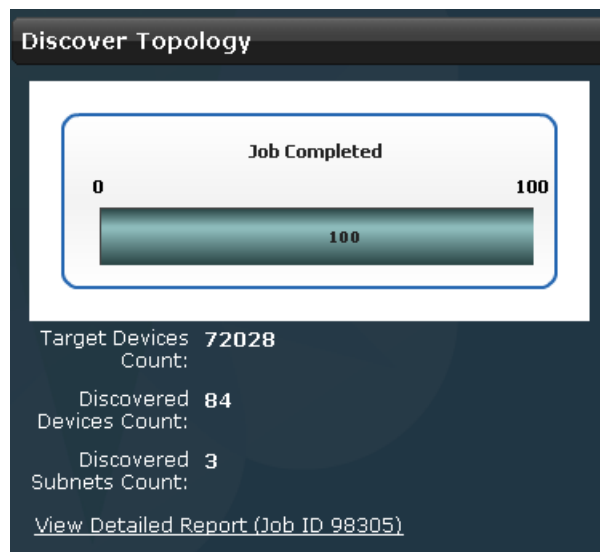 Discover Topology
Job Completed
0 100
100
Target Devices 72028
Count:
Discovered 84
Devices Count:
Discovered 3
Subnets Count:
View Detailed Report (Job ID 98305)